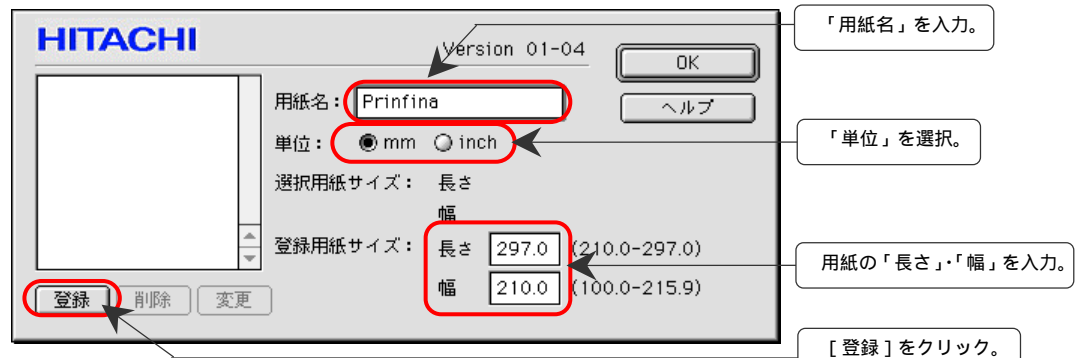 HITACHI
Version 01-04
OK
用紙名： Prinfina
ヘルプ
単位： mm inch
選択用紙サイズ： 長さ
幅
登録用紙サイズ： 長さ 297.0 (210.0-297.0)
幅 210.0 (100.0-215.9)
登録 削除 変更
「用紙名」を入力。
「単位」を選択。
用紙の「長さ」・「幅」を入力。
［登録］をクリック。